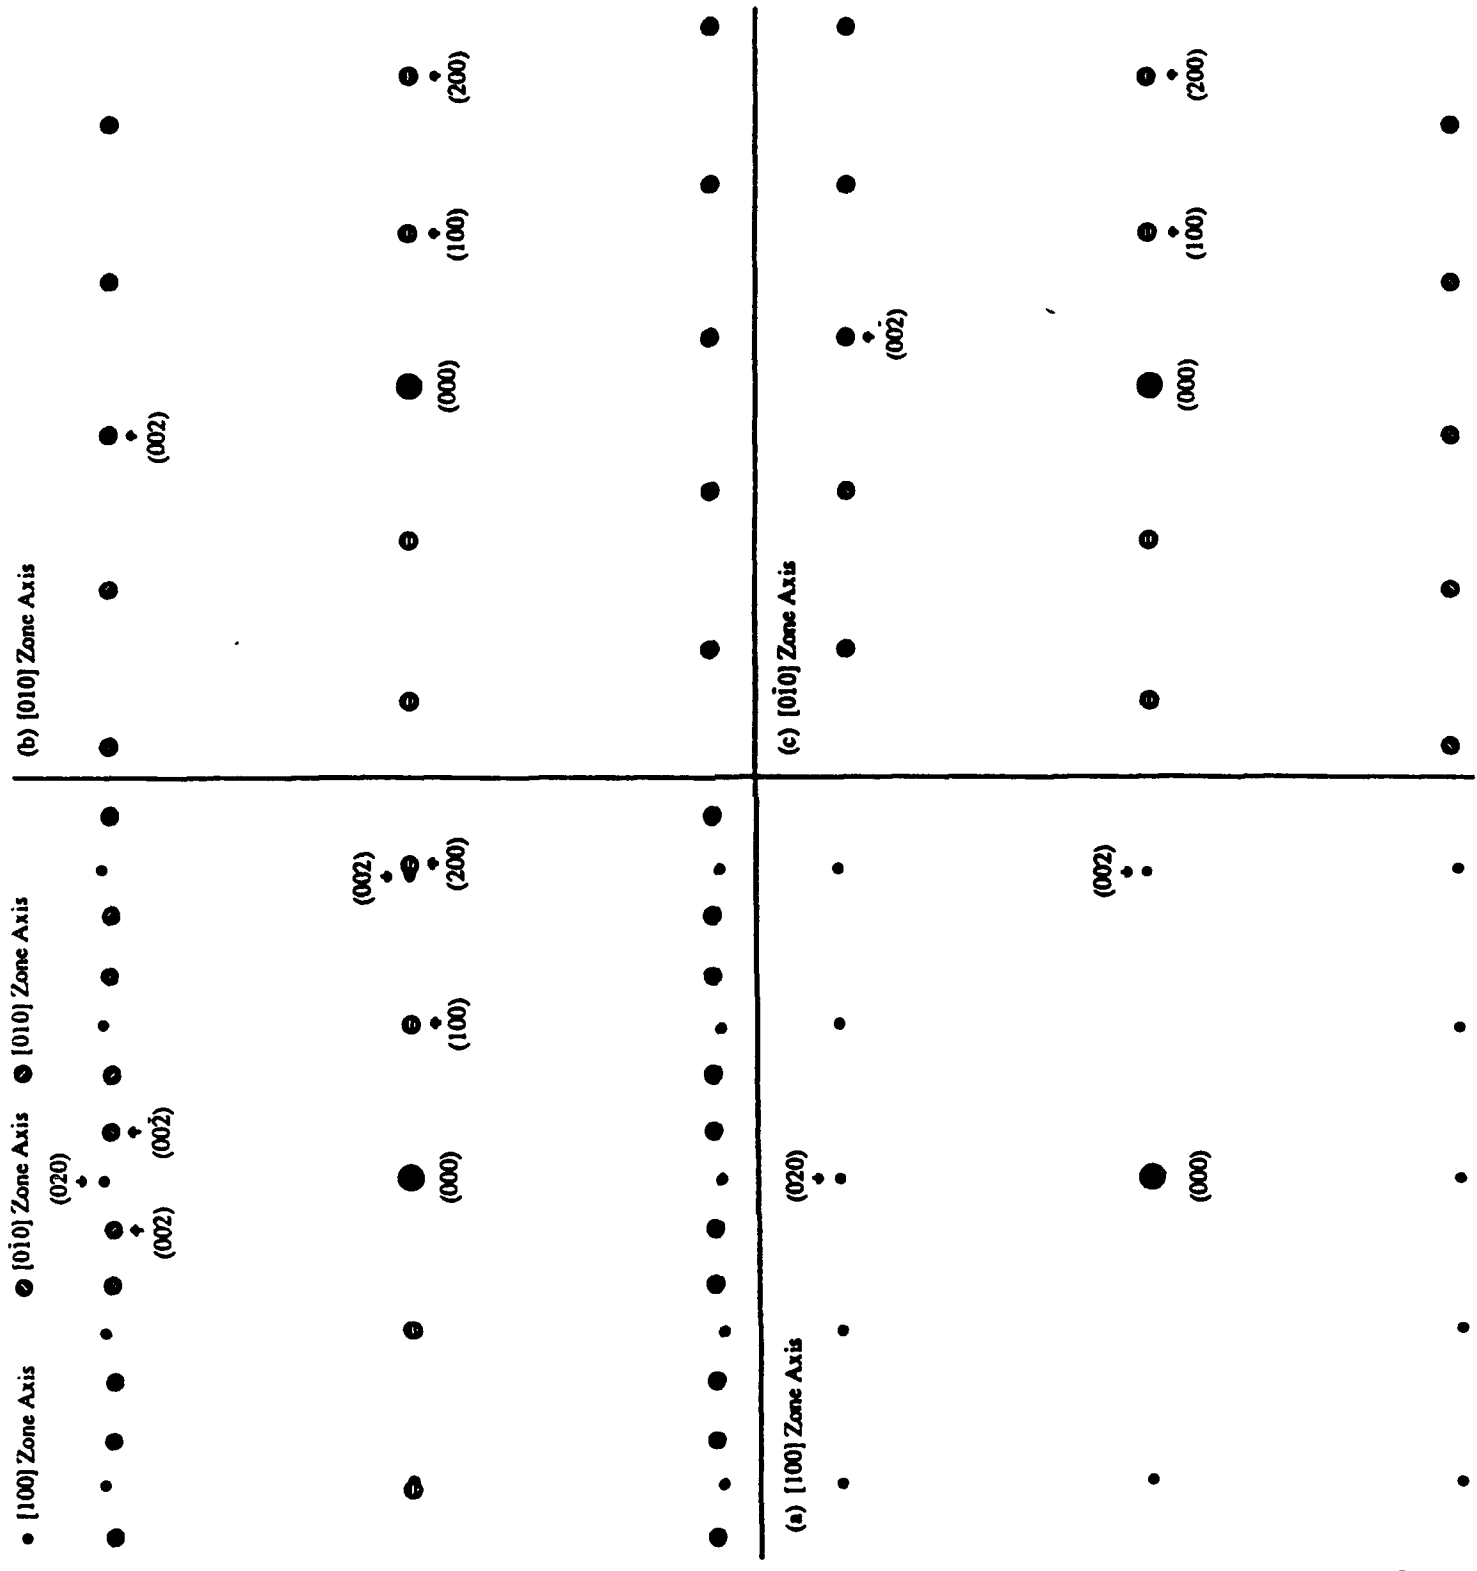 [100] Zone Axis [01̄0] Zone Axis [010] Zone Axis
(020)
(002) (002̄)
(002)
(000) (100) (200)
(b) [010] Zone Axis
(002)
(000) (100) (200)
(a) [100] Zone Axis
(020)
(002)
(000)
(c) [01̄0] Zone Axis
(002̄)
(000) (100) (200)